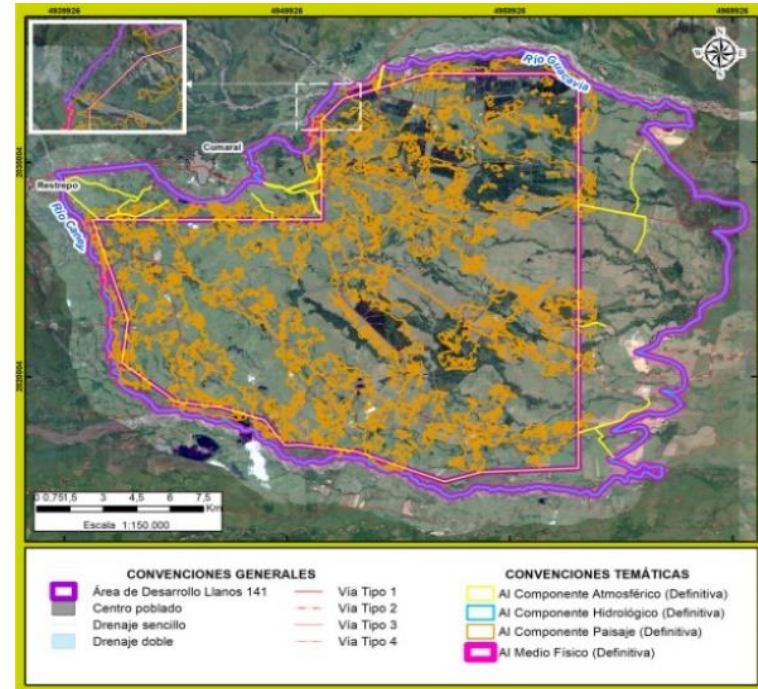 4939926 4949926 4959926 4969926
N
W E
S
Río Guacavía
Cumaral
2030004
Restrepo
Río Caney
2020004
0 0,751,5 3 4,5 6 7,5
Km
Escala 1:150.000
CONVENCIONES GENERALES
Área de Desarrollo Llanos 141
Centro poblado
Drenaje sencillo
Drenaje doble
Vía Tipo 1
Vía Tipo 2
Vía Tipo 3
Vía Tipo 4
CONVENCIONES TEMÁTICAS
AI Componente Atmosférico (Definitiva)
AI Componente Hidrológico (Definitiva)
AI Componente Paisaje (Definitiva)
AI Medio Físico (Definitiva)